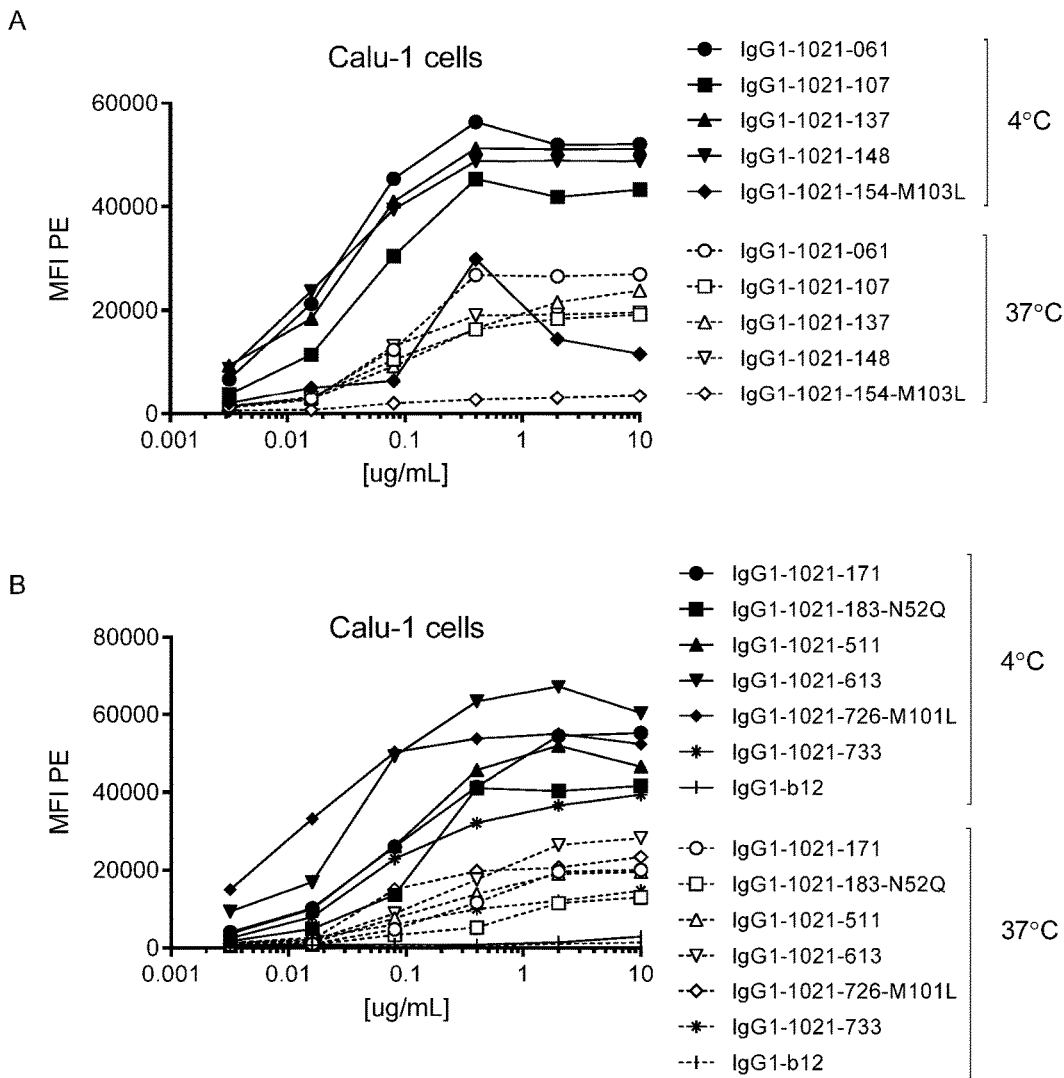 A
Calu-1 cells
60000
40000
20000
0
MFI PE
0.001
0.01
0.1
1
10
[ug/mL]
IgG1-1021-061
IgG1-1021-107
IgG1-1021-137
IgG1-1021-148
IgG1-1021-154-M103L
4°C
IgG1-1021-061
IgG1-1021-107
IgG1-1021-137
IgG1-1021-148
IgG1-1021-154-M103L
37°C
B
Calu-1 cells
80000
60000
40000
20000
0
MFI PE
0.001
0.01
0.1
1
10
[ug/mL]
IgG1-1021-171
IgG1-1021-183-N52Q
IgG1-1021-511
IgG1-1021-613
IgG1-1021-726-M101L
IgG1-1021-733
IgG1-b12
4°C
IgG1-1021-171
IgG1-1021-183-N52Q
IgG1-1021-511
IgG1-1021-613
IgG1-1021-726-M101L
IgG1-1021-733
IgG1-b12
37°C